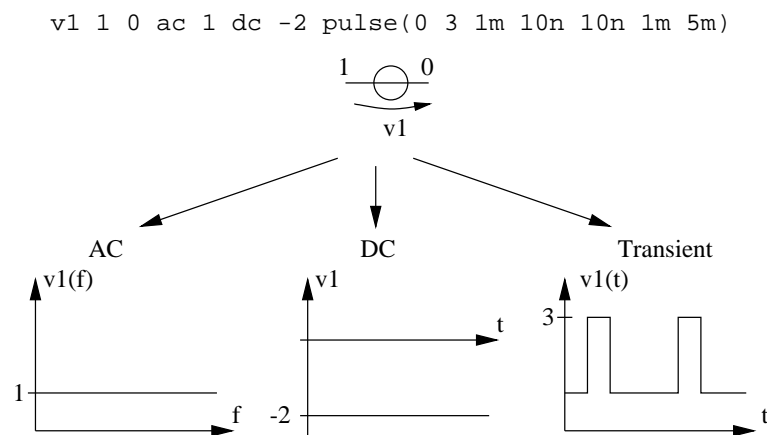 v1 1 0 ac 1 dc -2 pulse(0 3 1m 10n 10n 1m 5m)
1 0
v1
AC DC Transient
v1(f) v1 v1(t)
3
t
1
-2
f
t